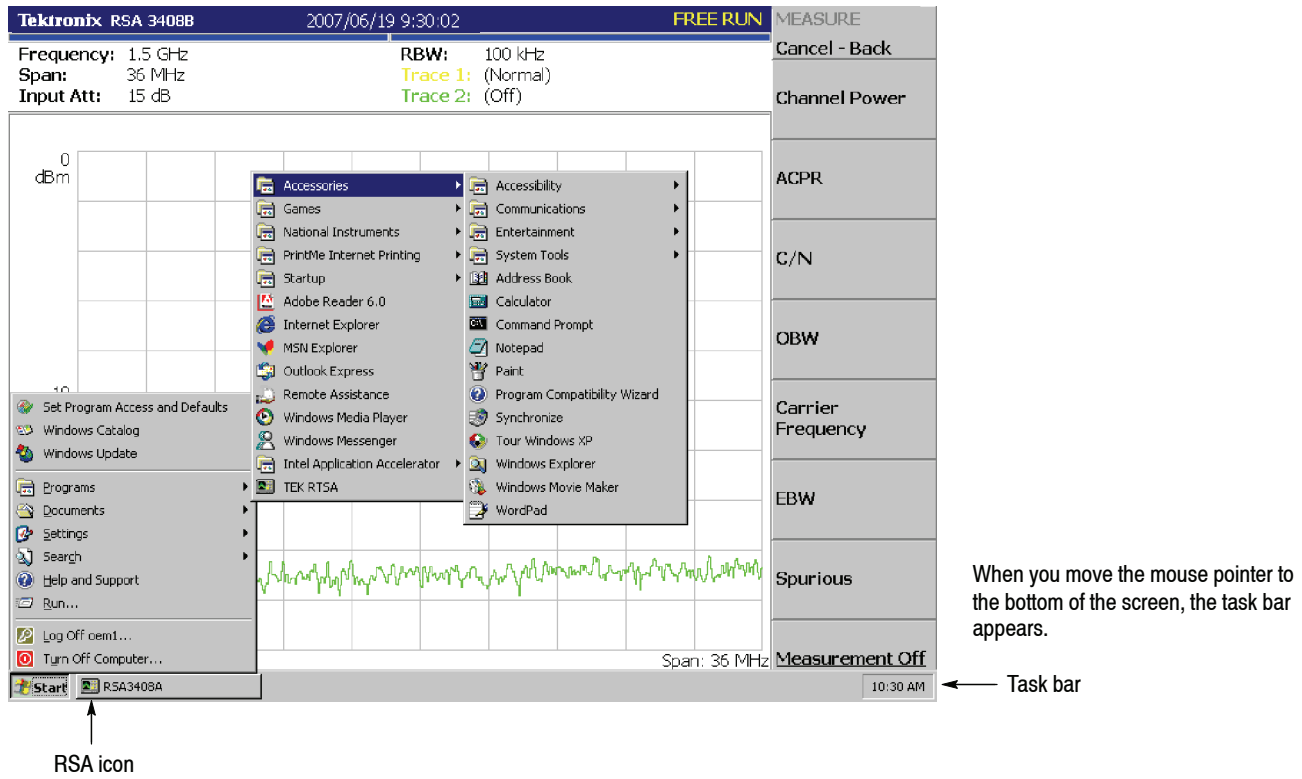 Tektronix RSA 3408B 2007/06/19 9:30:02 FREE RUN
Frequency: 1.5 GHz RBW: 100 kHz
Span: 36 MHz Trace 1: (Normal)
Input Att: 15 dB Trace 2: (Off)
0
dBm
Span: 36 MHz
MEASURE
Cancel - Back
Channel Power
ACPR
C/N
OBW
Carrier
Frequency
EBW
Spurious
Measurement Off
Set Program Access and Defaults
Windows Catalog
Windows Update
Programs
Documents
Settings
Search
Help and Support
Run...
Log Off oem1...
Turn Off Computer...
Accessories
Games
National Instruments
PrintMe Internet Printing
Startup
Adobe Reader 6.0
Internet Explorer
MSN Explorer
Outlook Express
Remote Assistance
Windows Media Player
Windows Messenger
Intel Application Accelerator
TEK RTSA
Accessibility
Communications
Entertainment
System Tools
Address Book
Calculator
Command Prompt
Notepad
Paint
Program Compatibility Wizard
Synchronize
Tour Windows XP
Windows Explorer
Windows Movie Maker
WordPad
Start RSA3408A 10:30 AM
When you move the mouse pointer to
the bottom of the screen, the task bar
appears.
Task bar
RSA icon